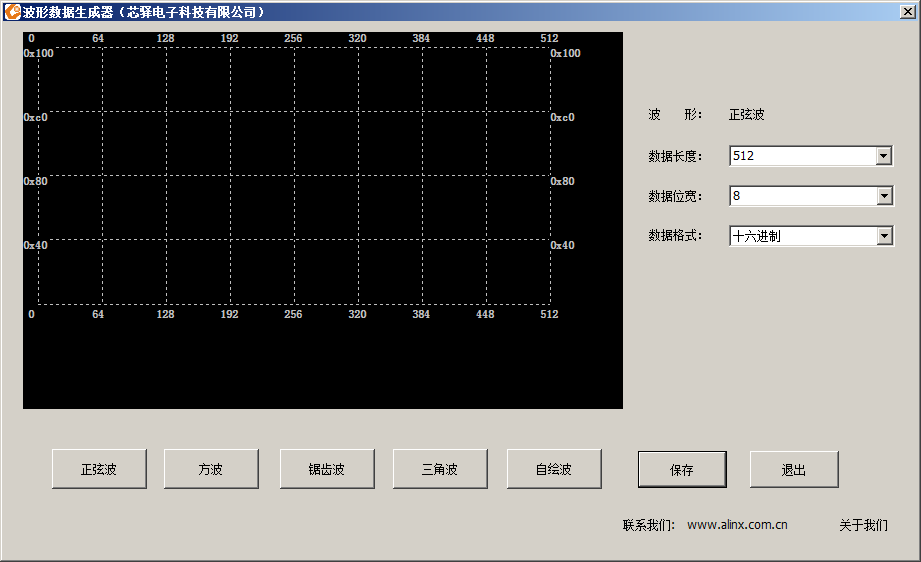 波形数据生成器（芯驿电子科技有限公司）
0 64 128 192 256 320 384 448 512
0x100 0x100
0xc0 0xc0
0x80 0x80
0x40 0x40
0 64 128 192 256 320 384 448 512
波 形： 正弦波
数据长度： 512
数据位宽： 8
数据格式： 十六进制
正弦波 方波 锯齿波 三角波 自绘波 保存 退出
联系我们： www.alinx.com.cn 关于我们